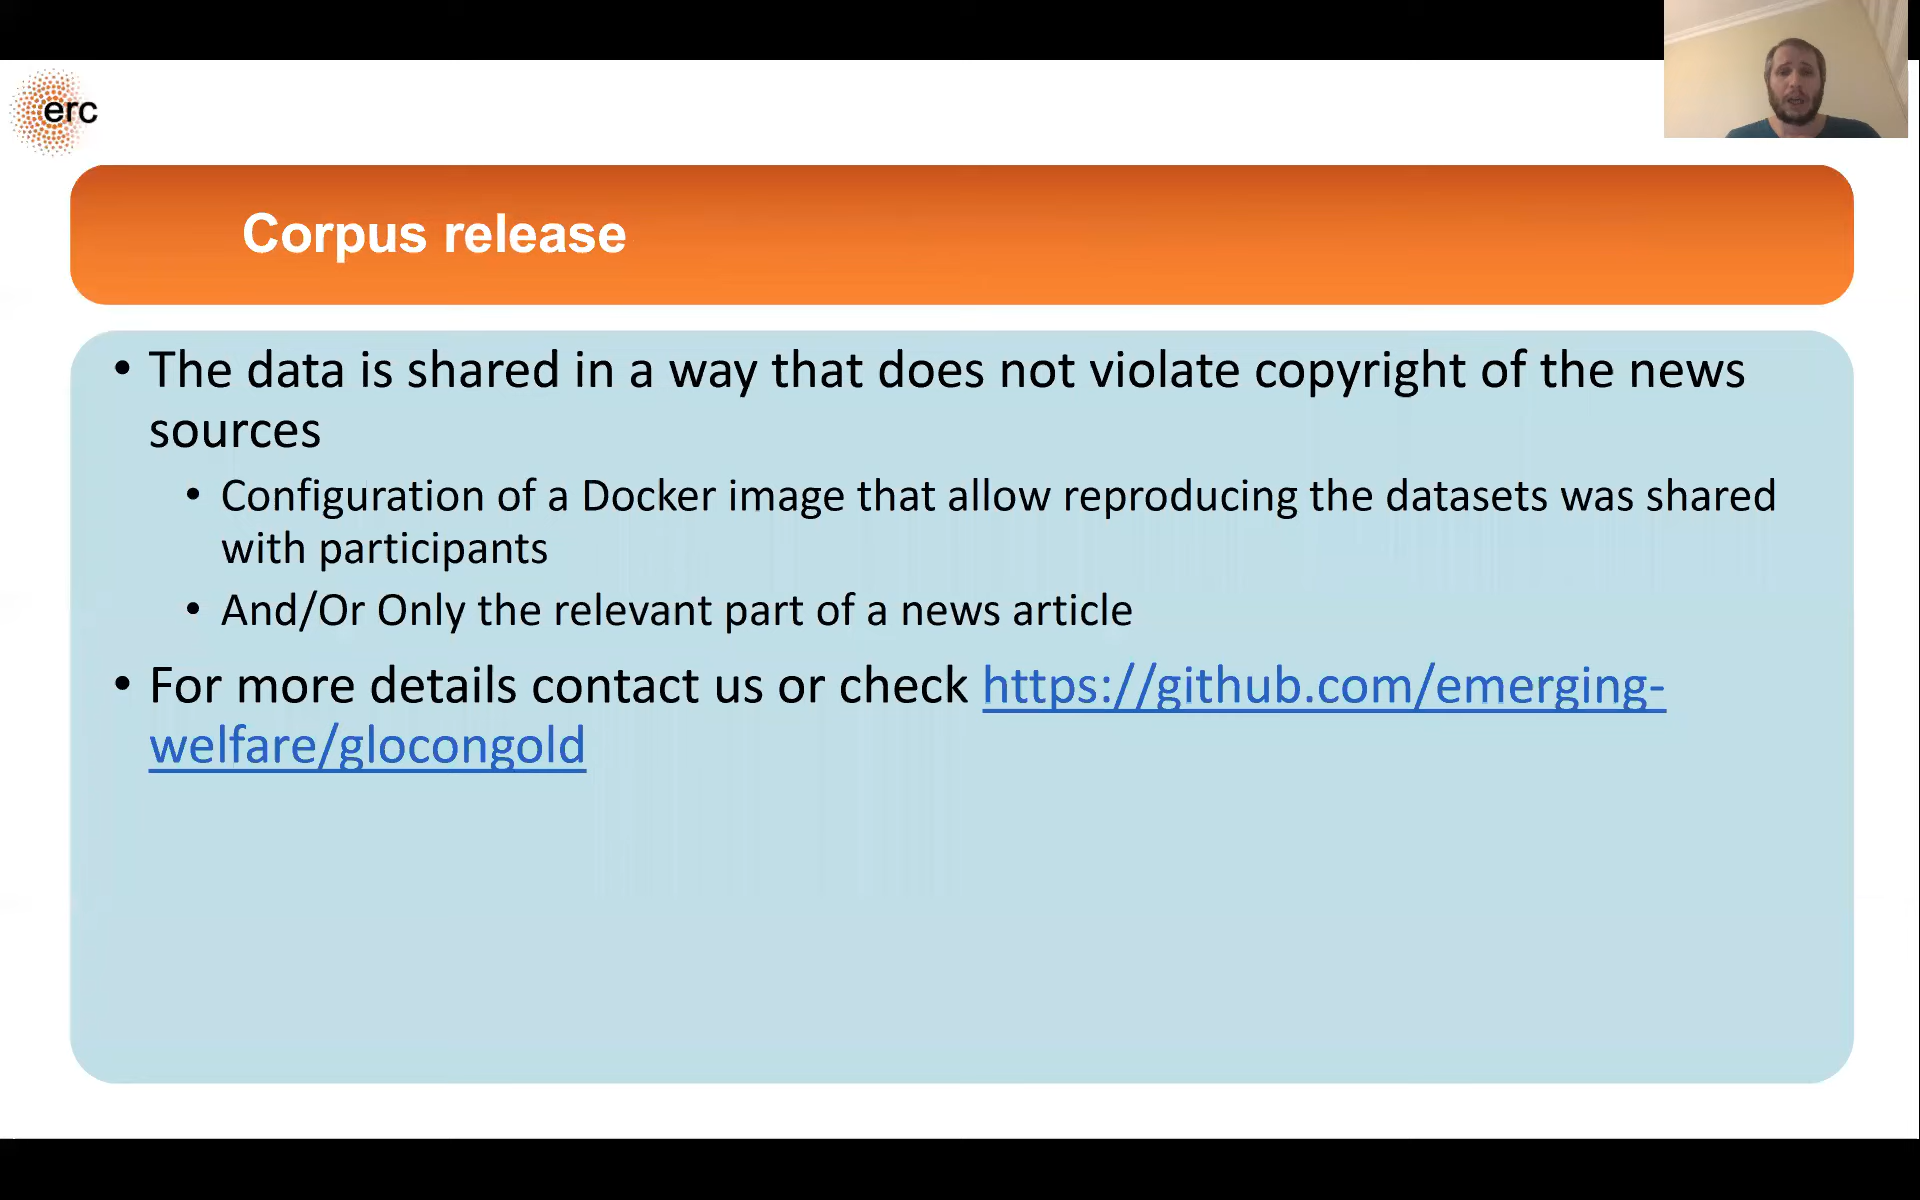 erc
Corpus release
• The data is shared in a way that does not violate copyright of the news
sources
• Configuration of a Docker image that allow reproducing the datasets was shared
with participants
• And/Or Only the relevant part of a news article
• For more details contact us or check https://github.com/emerging-
welfare/glocongold